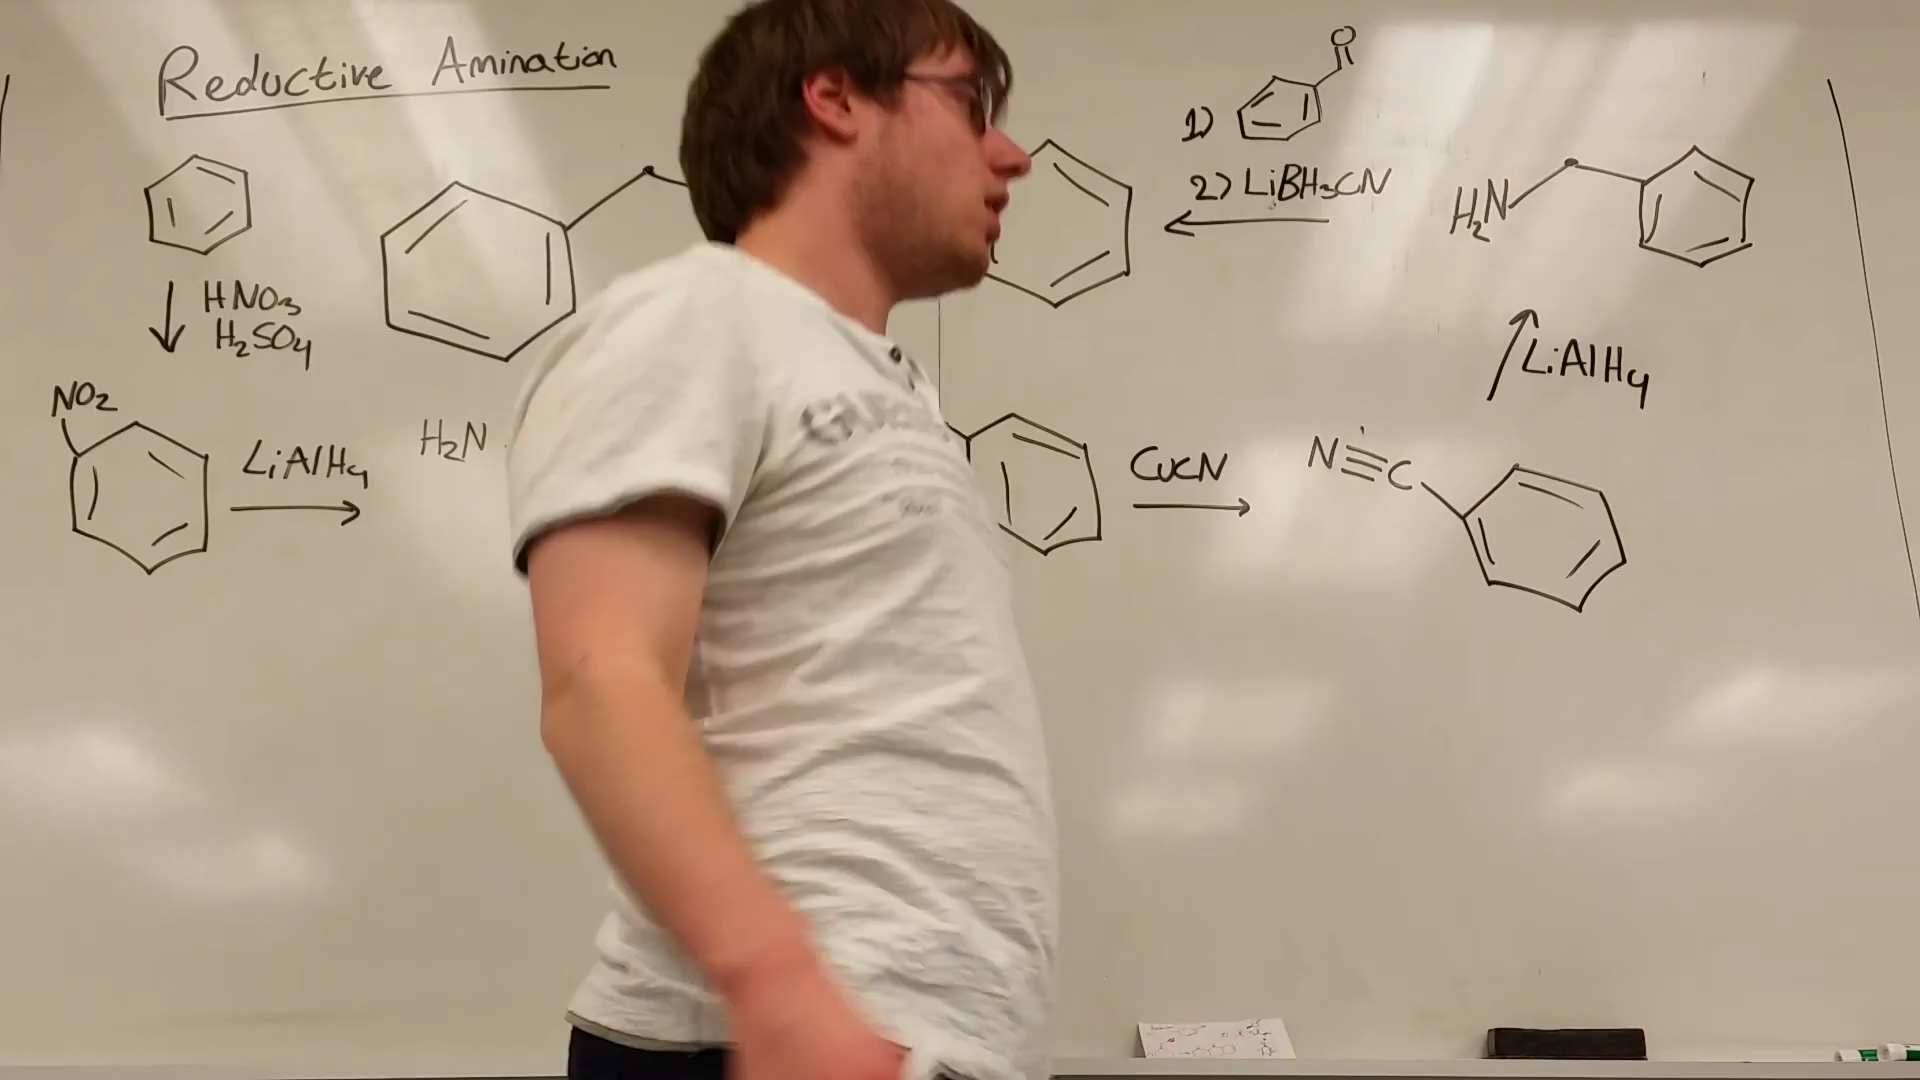 Reductive Amination
HNO3
H2SO4
NO2
LiAlH4
H2N
1)
O
2) LiBH3CN
H2N
LiAlH4
CuCN
N≡C